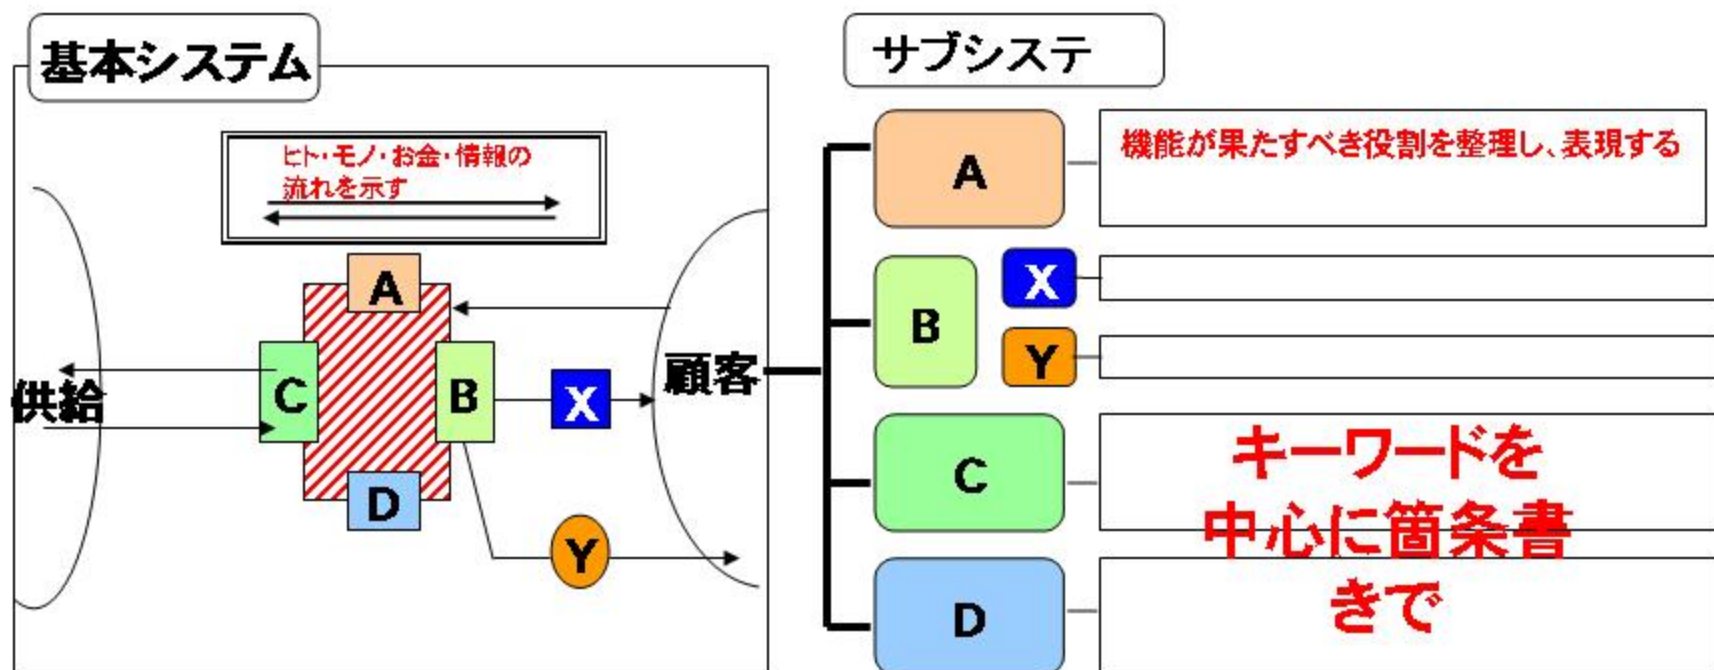 基本システム
ヒト・モノ・お金・情報の
流れを示す
A
C
B
D
X
Y
供給
顧客
サブシステ
A
機能が果たすべき役割を整理し、表現する
B
X
Y
C
D
キーワードを
中心に箇条書
きで